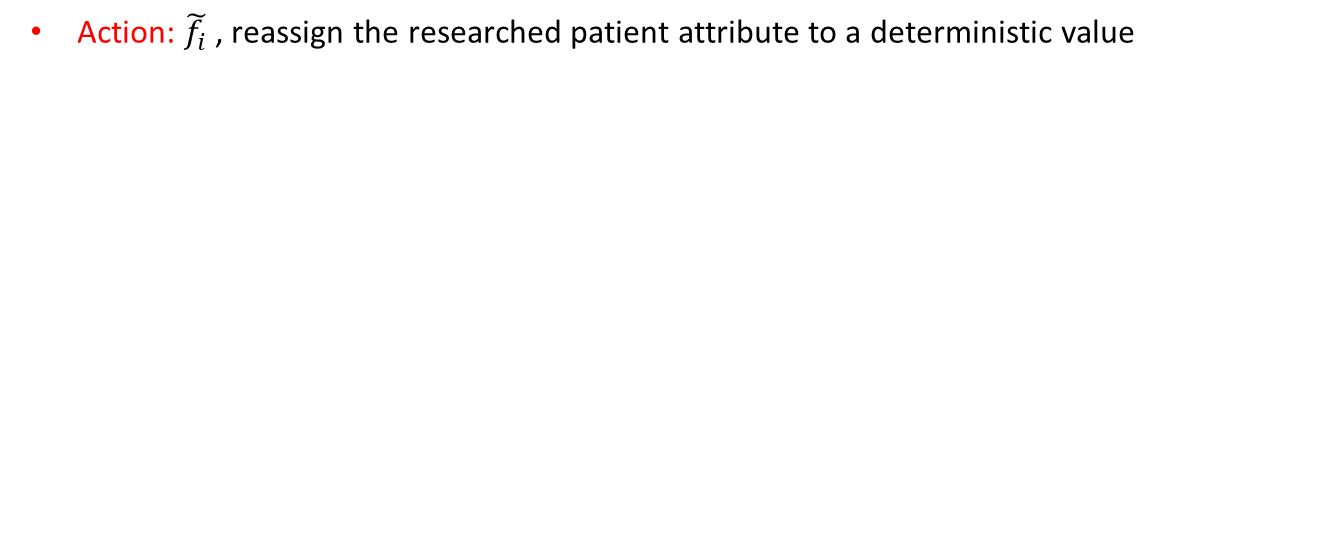 • Action: f̃ᵢ , reassign the researched patient attribute to a deterministic value